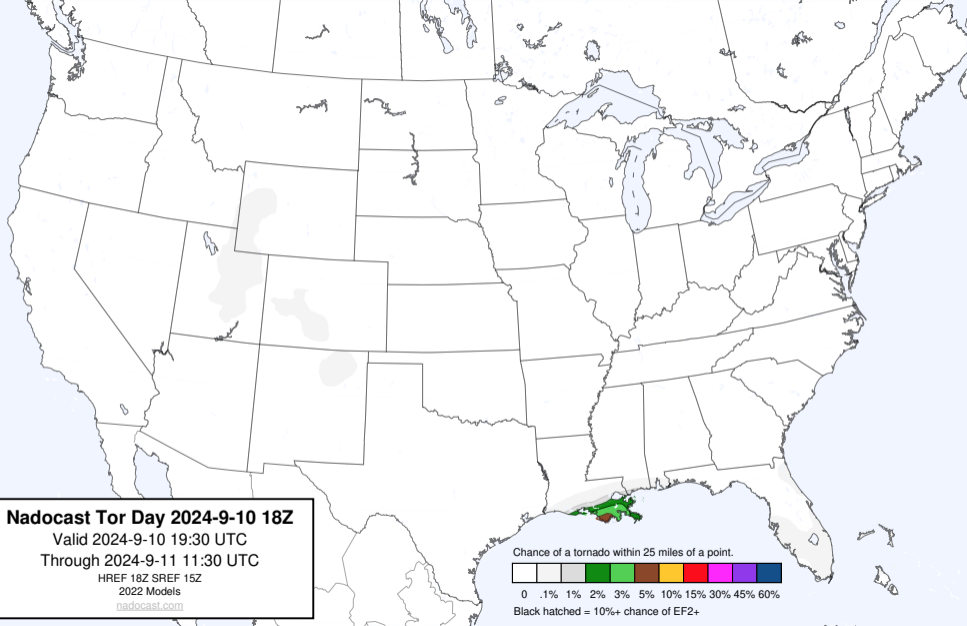 Nadocast Tor Day 2024-9-10 18Z
Valid 2024-9-10 19:30 UTC
Through 2024-9-11 11:30 UTC
HREF 18Z SREF 15Z
2022 Models
nadocast.com
Chance of a tornado within 25 miles of a point.
0 .1% 1% 2% 3% 5% 10% 15% 30% 45% 60%
Black hatched = 10%+ chance of EF2+